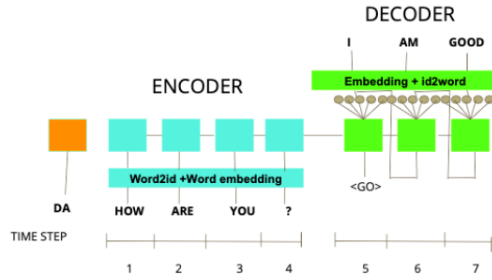 DECODER
I AM GOOD
ENCODER
Embedding + id2word
Word2id +Word embedding
<GO>
DA HOW ARE YOU ?
TIME STEP
1 2 3 4 5 6 7